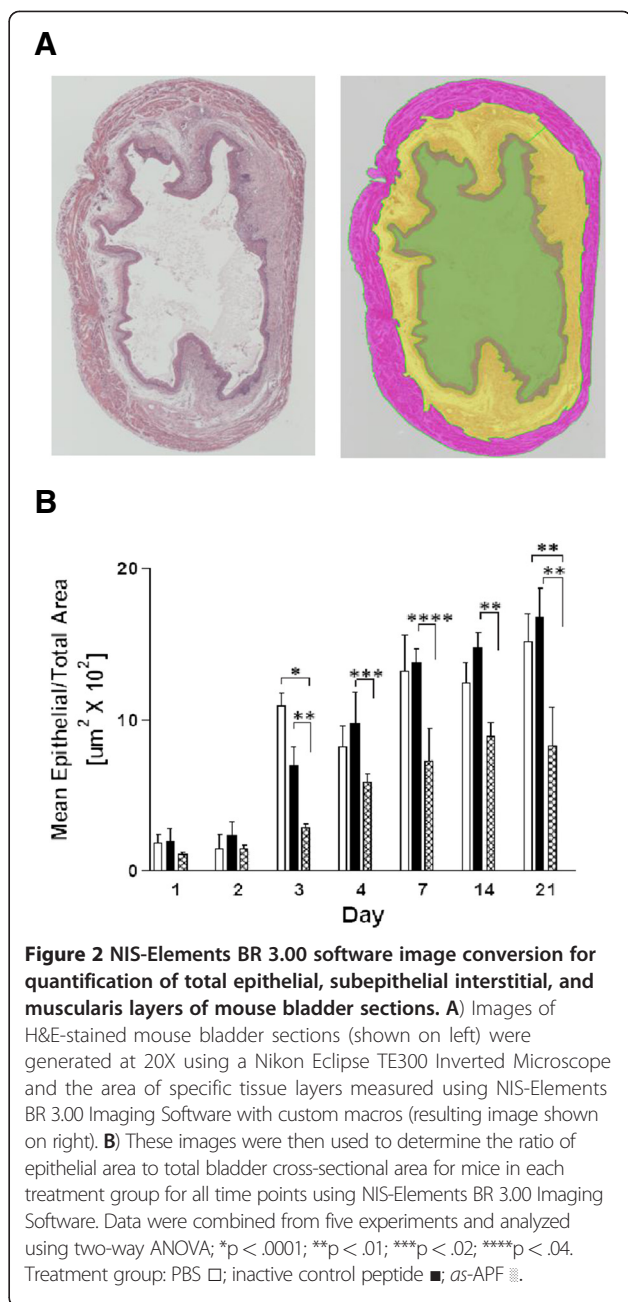 A
B
Mean Epithelial/Total Area
[um² X 10²]
20
10
0
*
**
***
****
**
**
**
1 2 3 4 7 14 21
Day
Figure 2 NIS-Elements BR 3.00 software image conversion for
quantification of total epithelial, subepithelial interstitial, and
muscularis layers of mouse bladder sections. A) Images of
H&E-stained mouse bladder sections (shown on left) were
generated at 20X using a Nikon Eclipse TE300 Inverted Microscope
and the area of specific tissue layers measured using NIS-Elements
BR 3.00 Imaging Software with custom macros (resulting image shown
on right). B) These images were then used to determine the ratio of
epithelial area to total bladder cross-sectional area for mice in each
treatment group for all time points using NIS-Elements BR 3.00 Imaging
Software. Data were combined from five experiments and analyzed
using two-way ANOVA; *p < .0001; **p < .01; ***p < .02; ****p < .04.
Treatment group: PBS □; inactive control peptide ■; as-APF ▒.